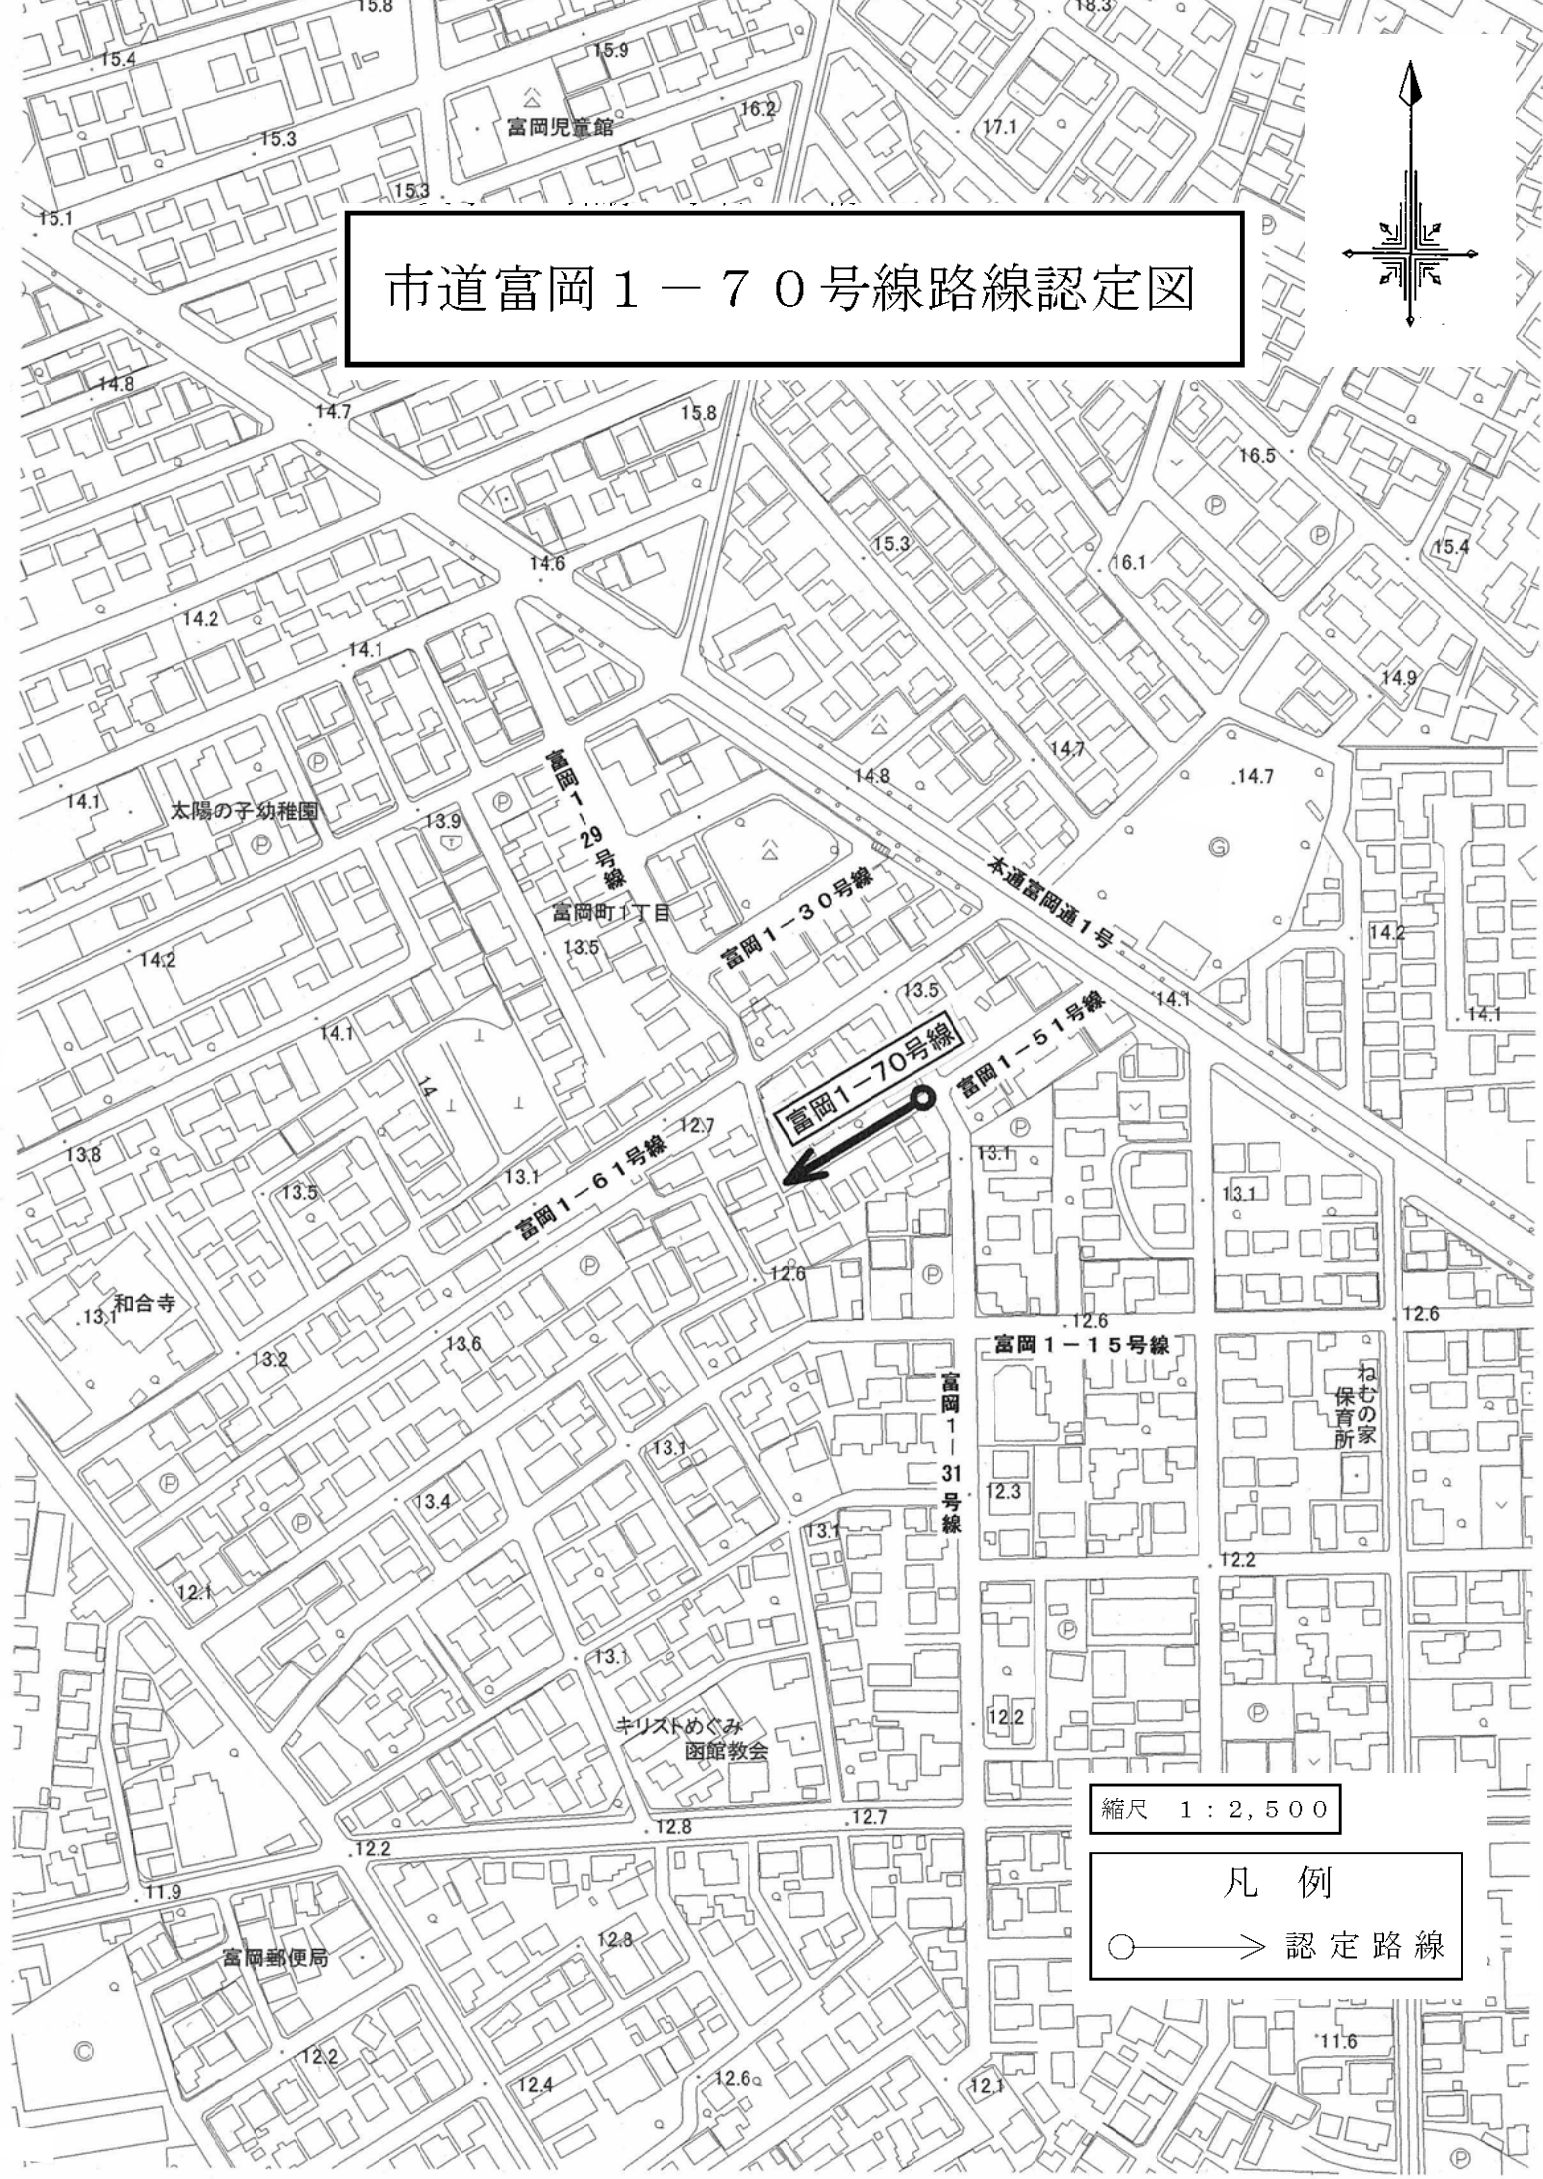 15.8
18.3
15.4
15.9
16.2
富岡児童館
17.1
15.3
15.3
15.1
P
市道富岡１－７０号線路線認定図
14.8
14.7
15.8
16.5
P
P
15.3
15.4
14.6
16.1
14.2
14.1
14.9
富岡1－29号線
14.7
P
14.8
14.7
14.1
太陽の子幼稚園
P
13.9
P
G
本通富岡通１号
富岡１－３０号線
富岡町1丁目
14.2
13.5
14.2
13.5
富岡１－５１号線
14.1
14.1
14.1
富岡1－70号線
14
12.7
P
13.8
富岡１－６１号線
13.1
13.1
13.5
13.1
P
12.6
P
和合寺
13.1
13.6
12.6
12.6
富岡１－１５号線
13.2
富岡1－31号線
ねむの家
保育所
13.1
P
13.4
12.3
P
13.1
12.2
12.1
P
13.1
キリストめぐみ
函館教会
12.2
P
縮尺　１：２,５００
12.7
12.8
12.2
凡　例
11.9
認定路線
12.3
富岡郵便局
11.6
C
12.2
12.4
12.6
12.1
P